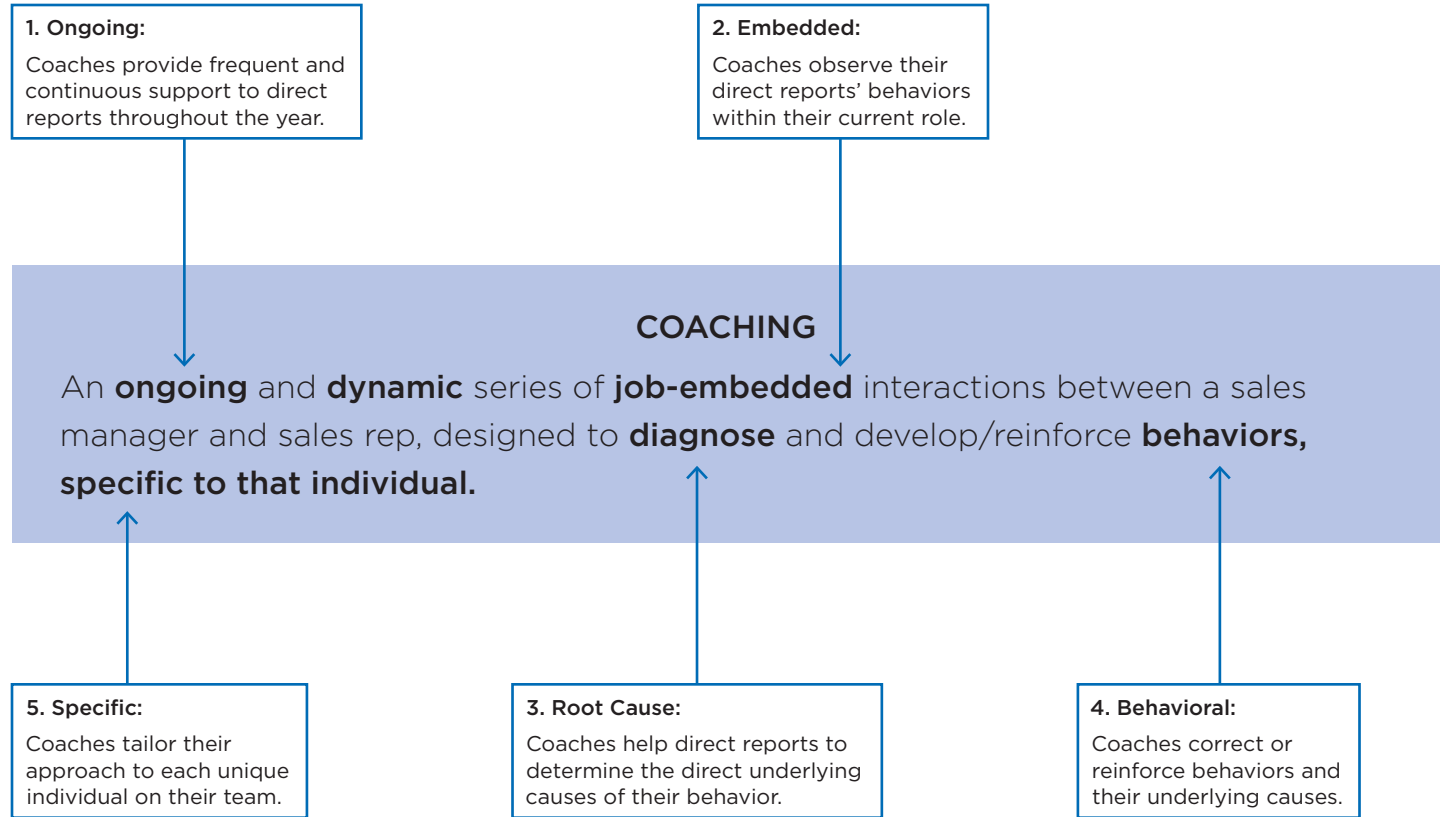 1. Ongoing:
Coaches provide frequent and
continuous support to direct
reports throughout the year.
2. Embedded:
Coaches observe their
direct reports’ behaviors
within their current role.
COACHING
An ongoing and dynamic series of job-embedded interactions between a sales
manager and sales rep, designed to diagnose and develop/reinforce behaviors,
specific to that individual.
5. Specific:
Coaches tailor their
approach to each unique
individual on their team.
3. Root Cause:
Coaches help direct reports to
determine the direct underlying
causes of their behavior.
4. Behavioral:
Coaches correct or
reinforce behaviors and
their underlying causes.